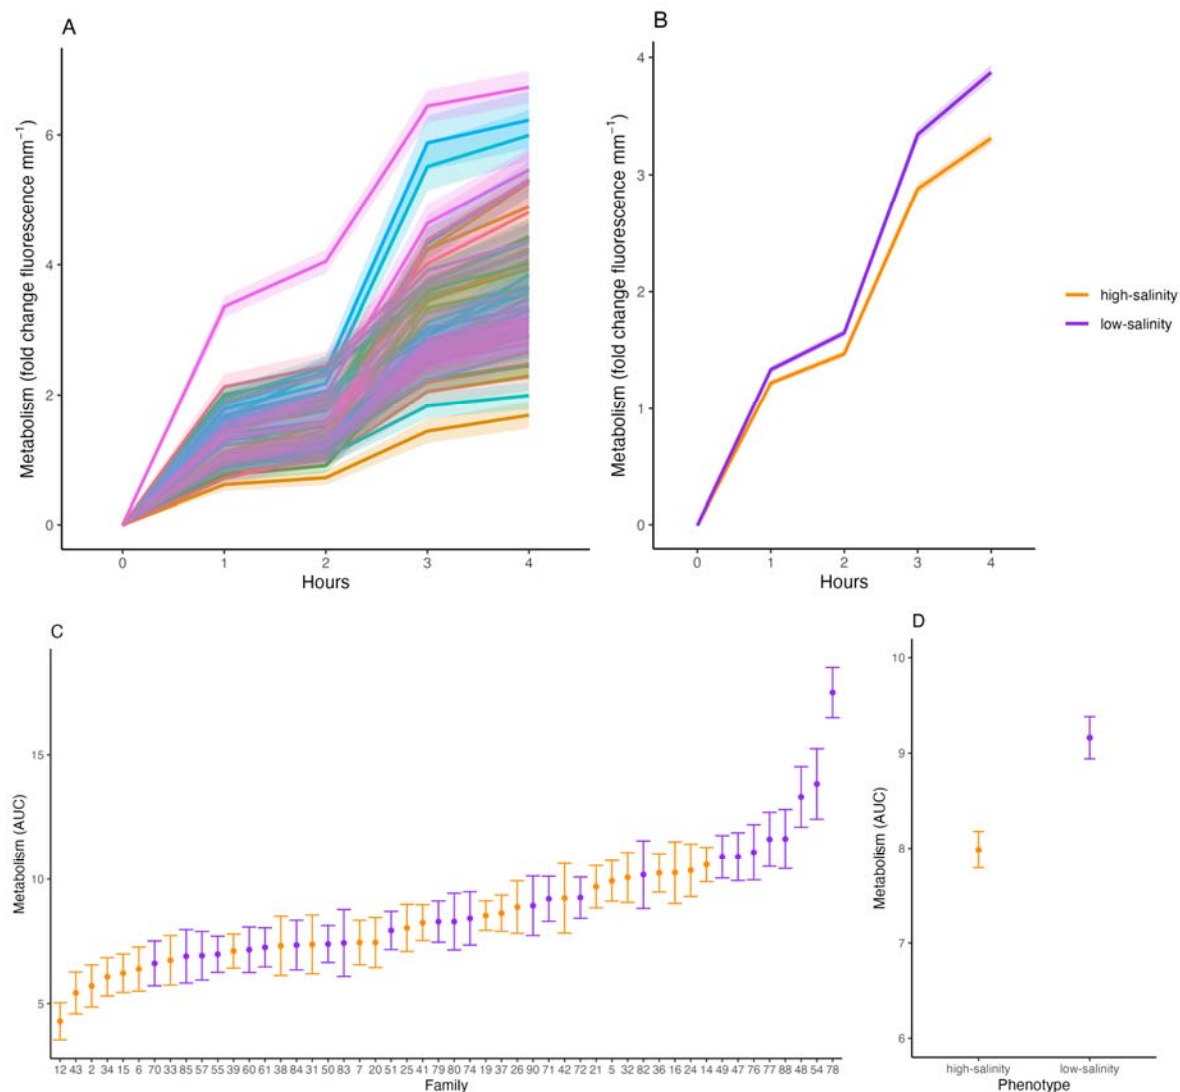 A
Metabolism (fold change fluorescence mm⁻¹)
6
4
2
0
0 1 2 3 4
Hours
B
Metabolism (fold change fluorescence mm⁻¹)
4
3
2
1
0
0 1 2 3 4
Hours
high-salinity
low-salinity
C
Metabolism (AUC)
15
10
5
12 43 2 34 15 6 70 33 85 57 55 39 60 61 38 84 31 50 83 7 20 51 25 41 79 80 74 19 37 26 90 71 42 72 21 5 32 82 36 16 24 14 49 47 76 77 88 48 54 78
Family
D
Metabolism (AUC)
10
9
8
7
6
high-salinity low-salinity
Phenotype